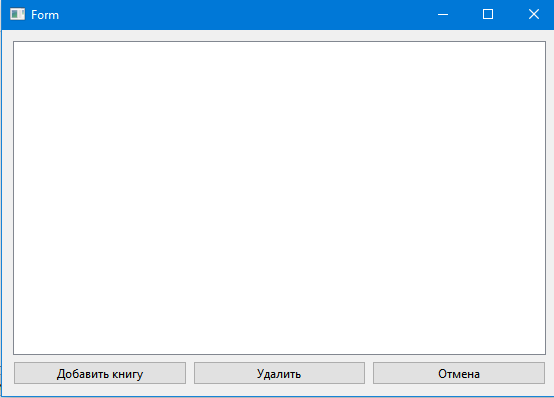 Form
Добавить книгу
Удалить
Отмена